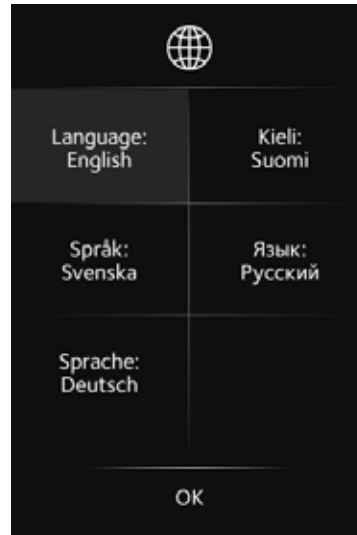 Language:
English
Kieli:
Suomi
Språk:
Svenska
Язык:
Русский
Sprache:
Deutsch
OK